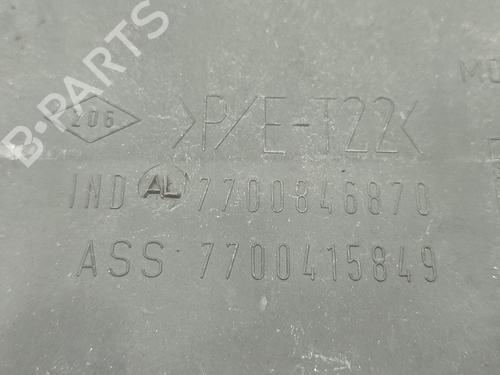 206 >P/E-T22<
IND AL 7700846870
ASS 7700415849
B-PARTS